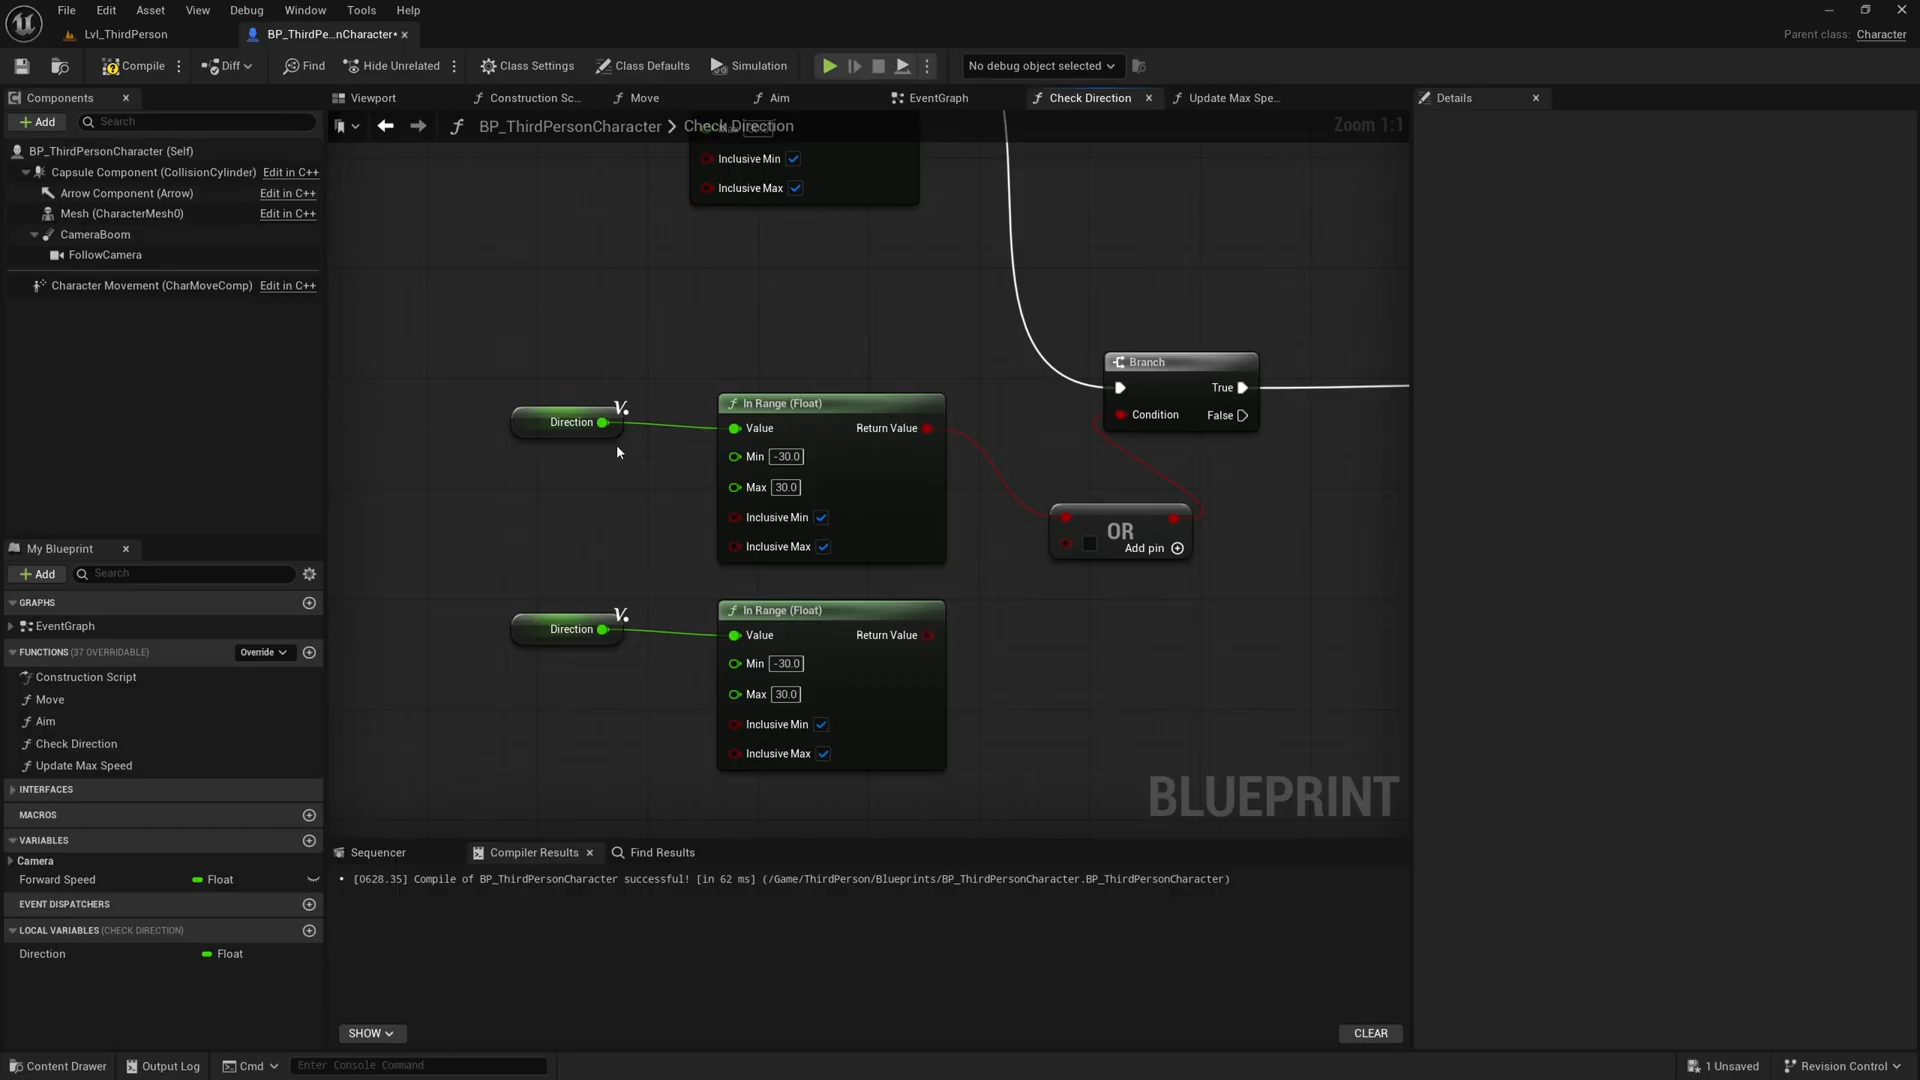 File Edit Asset View Debug Window Tools Help
Lvl_ThirdPerson
BP_ThirdPe…nCharacter•
Parent class: Character
Compile
Diff
Find
Hide Unrelated
Class Settings
Class Defaults
Simulation
No debug object selected
Components
Viewport
Construction Sc…
Move
Aim
EventGraph
Check Direction
Update Max Spe…
Details
Add
Search
BP_ThirdPersonCharacter > Check Direction
Zoom 1:1
BP_ThirdPersonCharacter (Self)
Capsule Component (CollisionCylinder) Edit in C++
Arrow Component (Arrow) Edit in C++
Mesh (CharacterMesh0) Edit in C++
CameraBoom
FollowCamera
Character Movement (CharMoveComp) Edit in C++
Inclusive Min
Inclusive Max
Branch
True
Condition
False
Direction
In Range (Float)
Value
Return Value
Min -30.0
Max 30.0
Inclusive Min
Inclusive Max
OR
Add pin
Direction
In Range (Float)
Value
Return Value
Min -30.0
Max 30.0
Inclusive Min
Inclusive Max
BLUEPRINT
My Blueprint
Add
Search
GRAPHS
EventGraph
FUNCTIONS (37 OVERRIDABLE)
Override
Construction Script
Move
Aim
Check Direction
Update Max Speed
INTERFACES
MACROS
VARIABLES
Camera
Forward Speed Float
EVENT DISPATCHERS
LOCAL VARIABLES (CHECK DIRECTION)
Direction Float
Sequencer
Compiler Results
Find Results
• [0628.35] Compile of BP_ThirdPersonCharacter successful! [in 62 ms] (/Game/ThirdPerson/Blueprints/BP_ThirdPersonCharacter.BP_ThirdPersonCharacter)
SHOW
CLEAR
Content Drawer
Output Log
Cmd
Enter Console Command
1 Unsaved
Revision Control